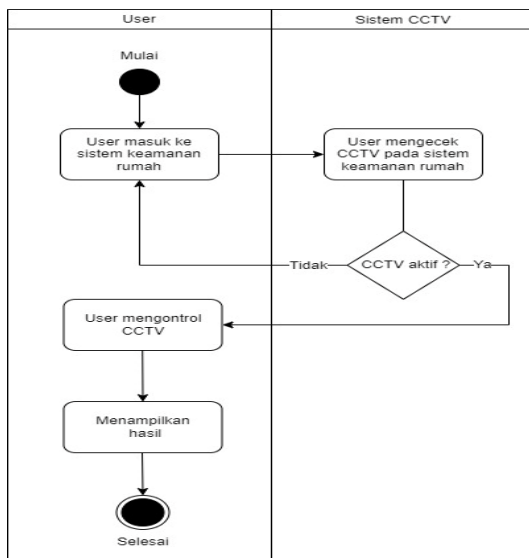 User
Sistem CCTV
Mulai
User masuk ke
sistem keamanan
rumah
User mengecek
CCTV pada sistem
keamanan rumah
CCTV aktif ?
Tidak
Ya
User mengontrol
CCTV
Menampilkan
hasil
Selesai